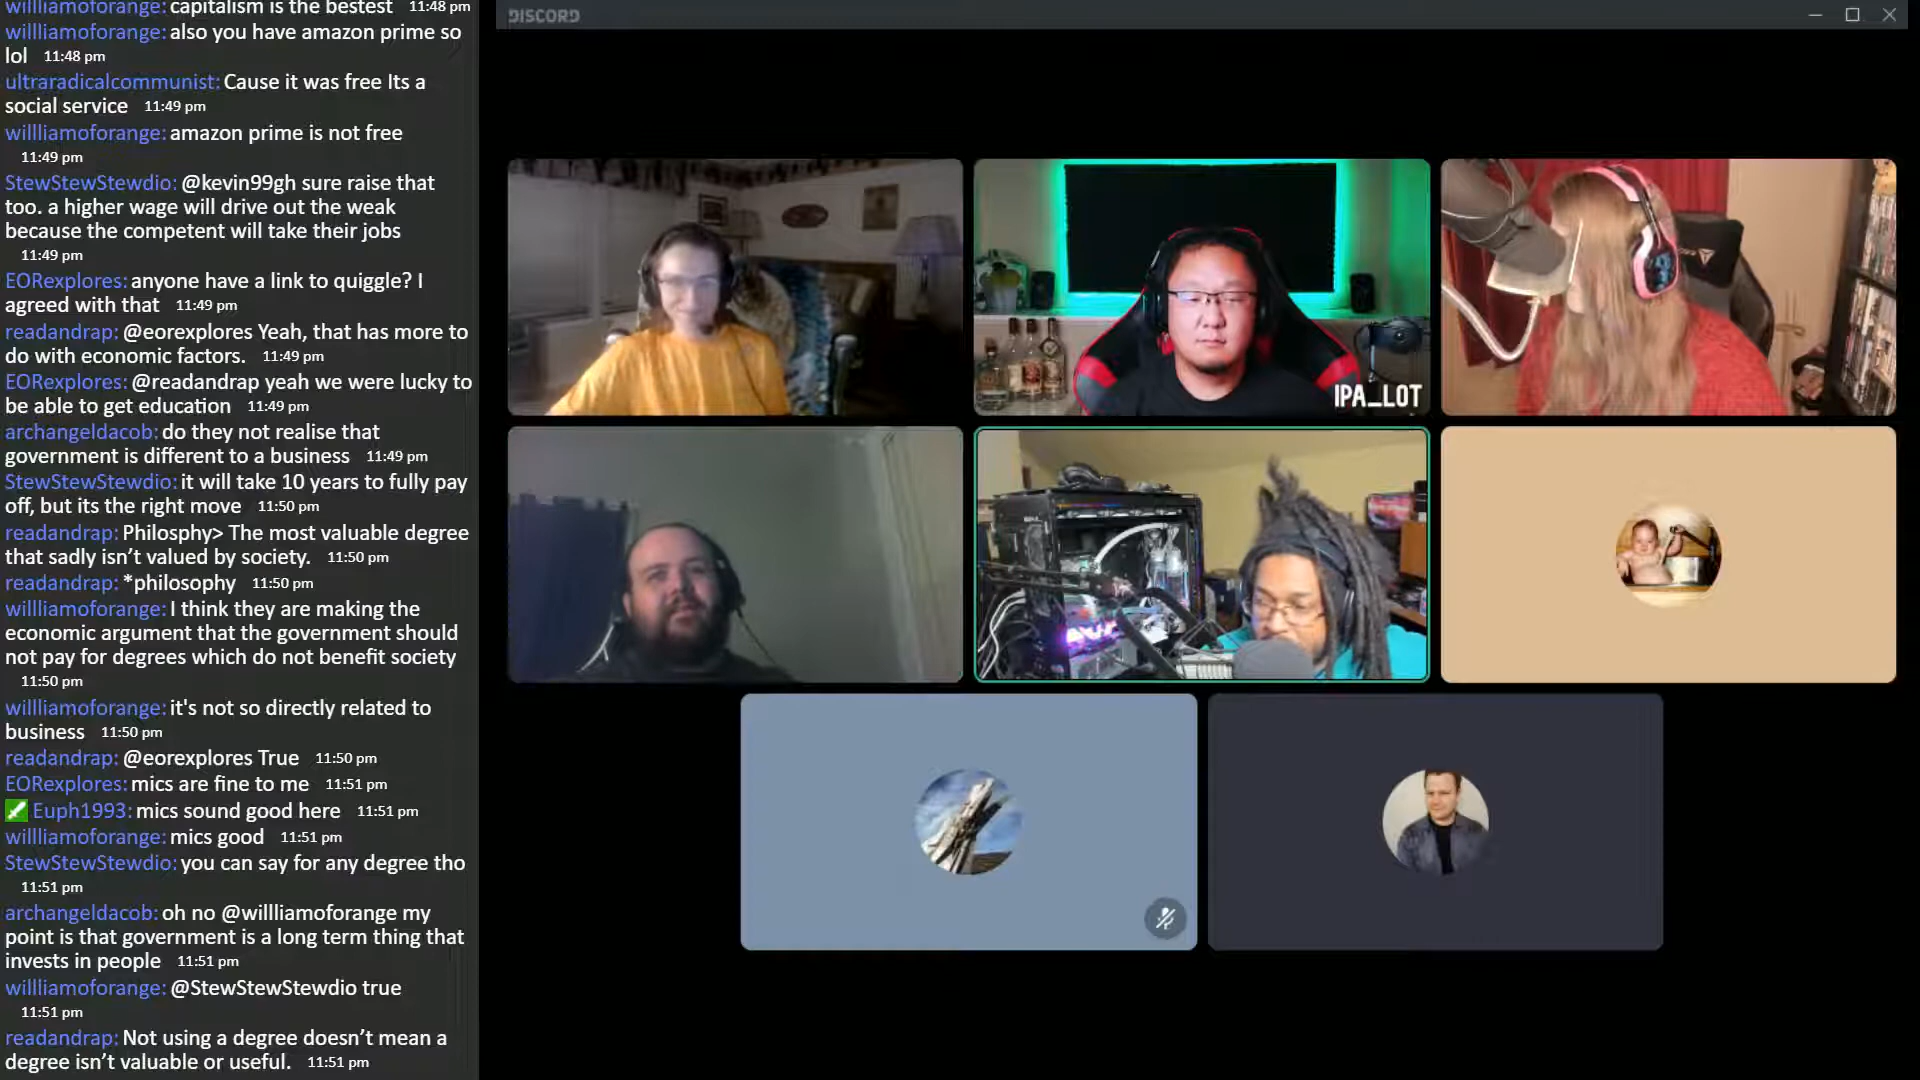 willliamoforange: capitalism is the bestest 11:48 pm
willliamoforange: also you have amazon prime so
lol 11:48 pm
ultraradicalcommunist: Cause it was free Its a
social service 11:49 pm
willliamoforange: amazon prime is not free
11:49 pm
StewStewStewdio: @kevin99gh sure raise that
too. a higher wage will drive out the weak
because the competent will take their jobs
11:49 pm
EORexplores: anyone have a link to quiggle? I
agreed with that 11:49 pm
readandrap: @eorexplores Yeah, that has more to
do with economic factors. 11:49 pm
EORexplores: @readandrap yeah we were lucky to
be able to get education 11:49 pm
archangeldacob: do they not realise that
government is different to a business 11:49 pm
StewStewStewdio: it will take 10 years to fully pay
off, but its the right move 11:50 pm
readandrap: Philosphy> The most valuable degree
that sadly isn't valued by society. 11:50 pm
readandrap: *philosophy 11:50 pm
willliamoforange: I think they are making the
economic argument that the government should
not pay for degrees which do not benefit society
11:50 pm
willliamoforange: it's not so directly related to
business 11:50 pm
readandrap: @eorexplores True 11:50 pm
EORexplores: mics are fine to me 11:51 pm
Euph1993: mics sound good here 11:51 pm
willliamoforange: mics good 11:51 pm
StewStewStewdio: you can say for any degree tho
11:51 pm
archangeldacob: oh no @willliamoforange my
point is that government is a long term thing that
invests in people 11:51 pm
willliamoforange: @StewStewStewdio true
11:51 pm
readandrap: Not using a degree doesn't mean a
degree isn't valuable or useful. 11:51 pm
DISCORD
IPA_LOT